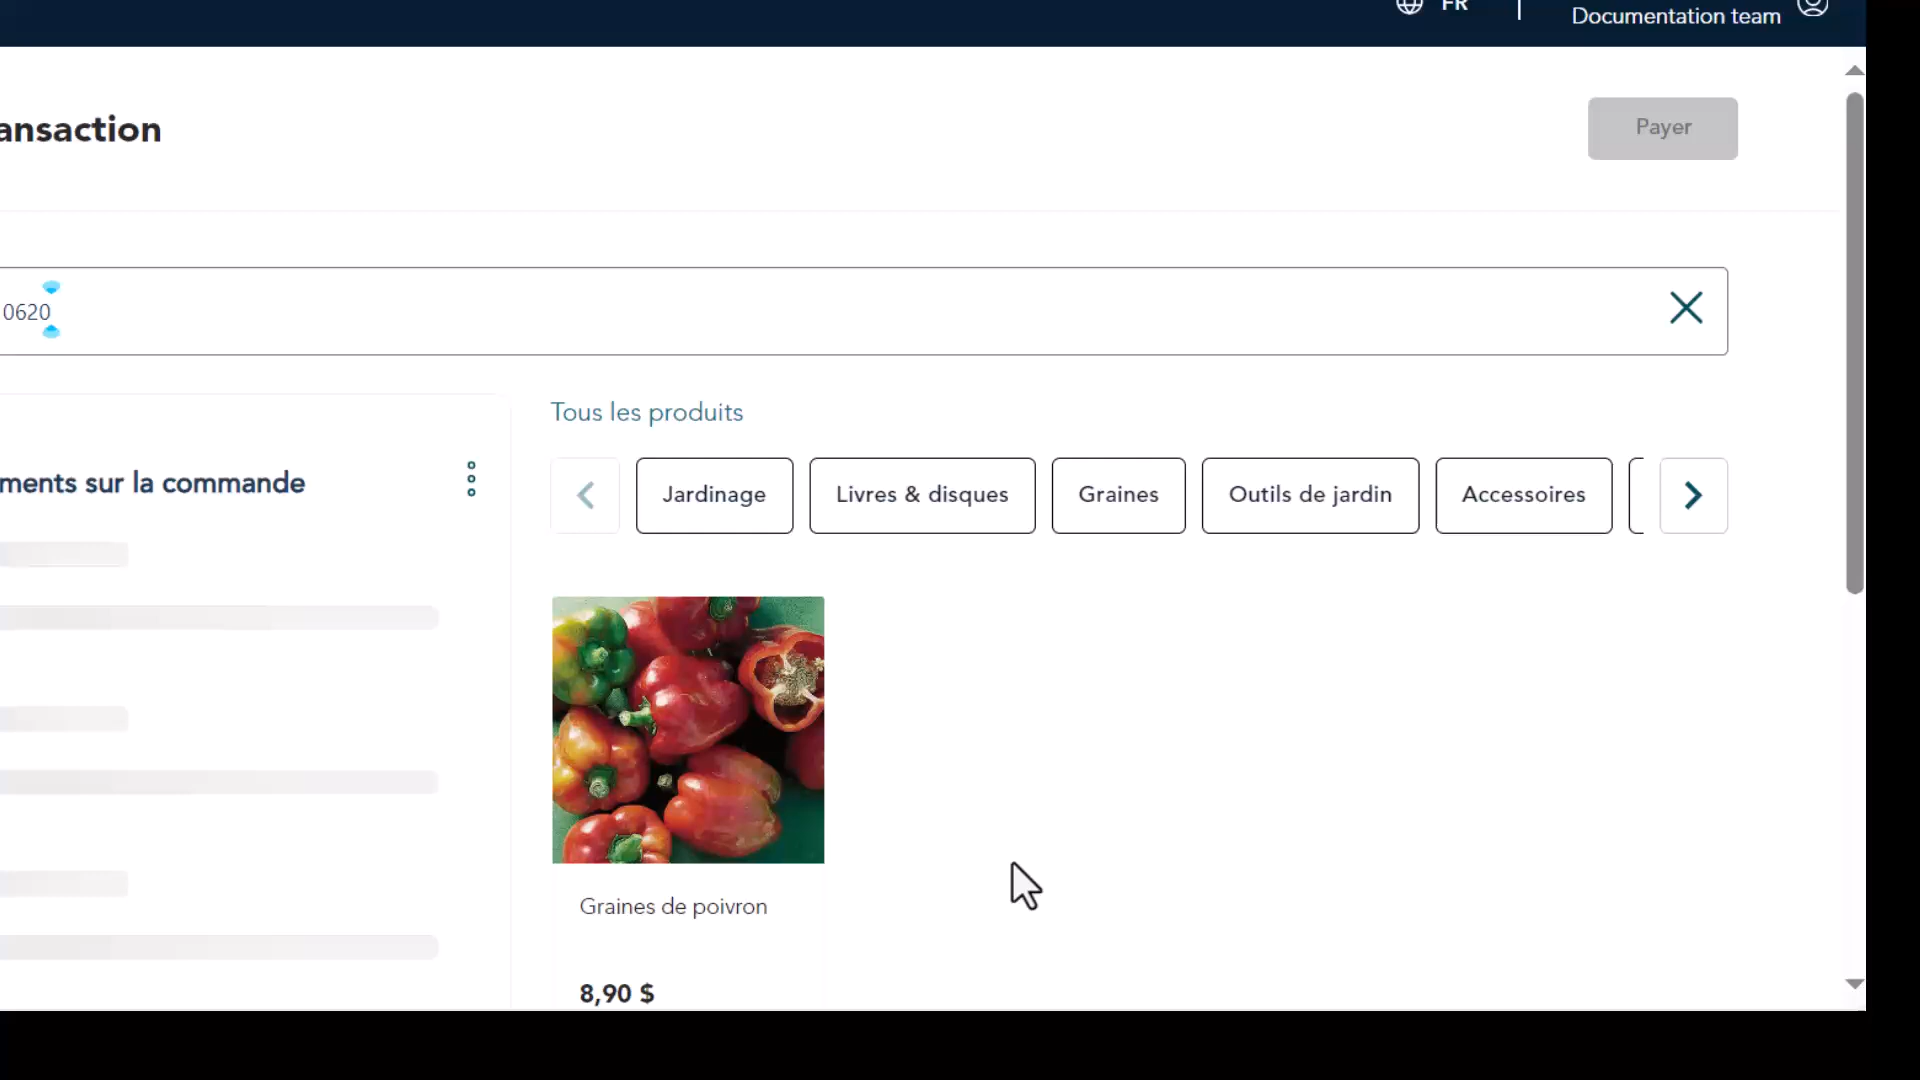 FR
Documentation team
ansaction
Payer
0620
Tous les produits
ments sur la commande
Jardinage
Livres & disques
Graines
Outils de jardin
Accessoires
Graines de poivron
8,90 $